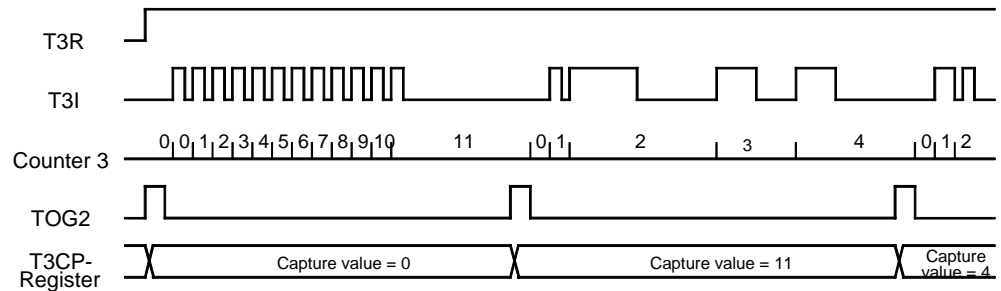 T3R
T3I
Counter 3 0 0 1 2 3 4 5 6 7 8 9 10 11 0 1 2 3 4 0 1 2
TOG2
T3CP-
Register
Capture value = 0
Capture value = 11
Capture
value = 4